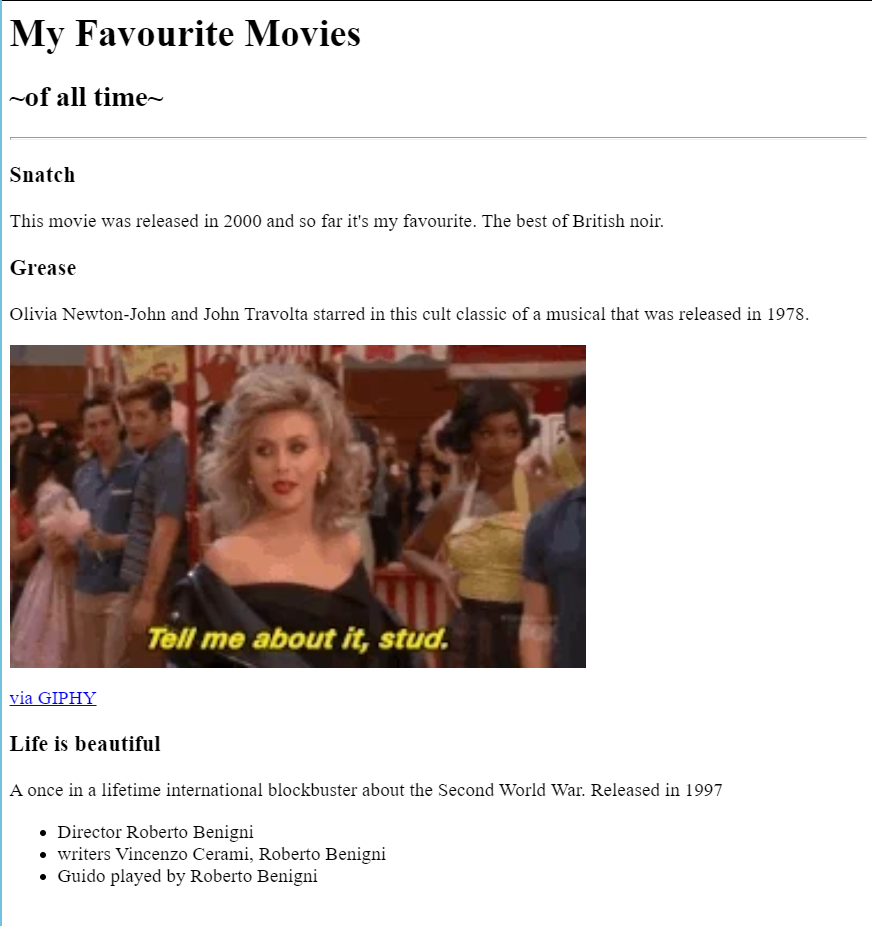 My Favourite Movies
~of all time~
Snatch
This movie was released in 2000 and so far it's my favourite. The best of British noir.
Grease
Olivia Newton-John and John Travolta starred in this cult classic of a musical that was released in 1978.
Tell me about it, stud.
via GIPHY
Life is beautiful
A once in a lifetime international blockbuster about the Second World War. Released in 1997
Director Roberto Benigni
writers Vincenzo Cerami, Roberto Benigni
Guido played by Roberto Benigni